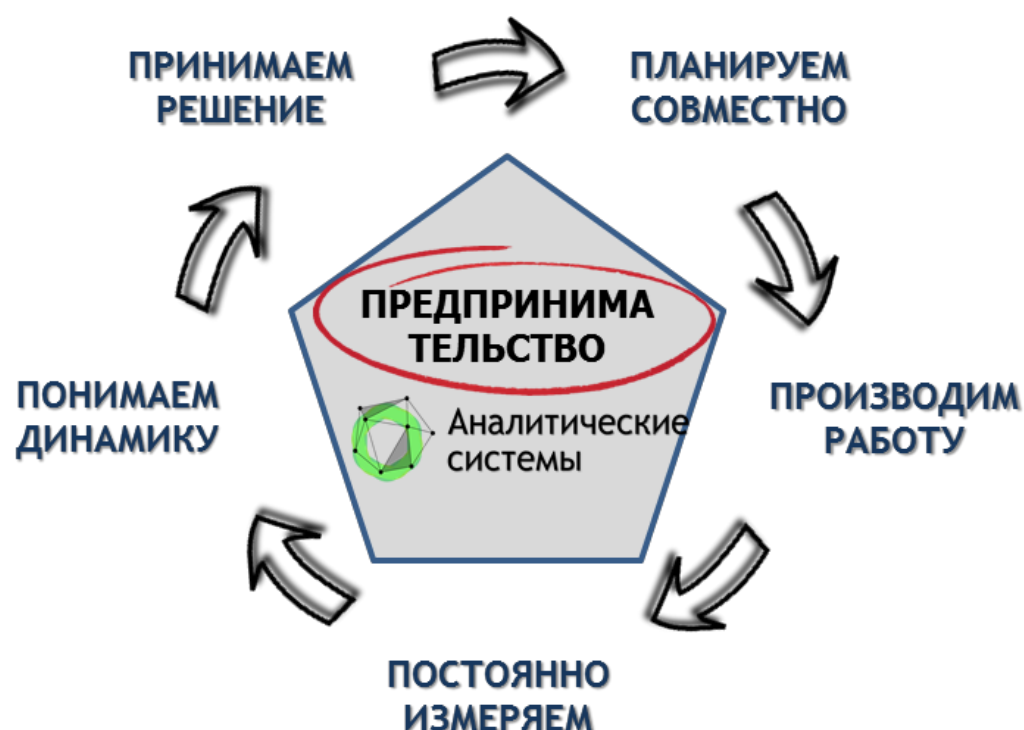 ПРИНИМАЕМ
РЕШЕНИЕ
ПЛАНИРУЕМ
СОВМЕСТНО
ПРЕДПРИНИМА
ТЕЛЬСТВО
ПОНИМАЕМ
ДИНАМИКУ
ПРОИЗВОДИМ
РАБОТУ
Аналитические
системы
ПОСТОЯННО
ИЗМЕРЯЕМ